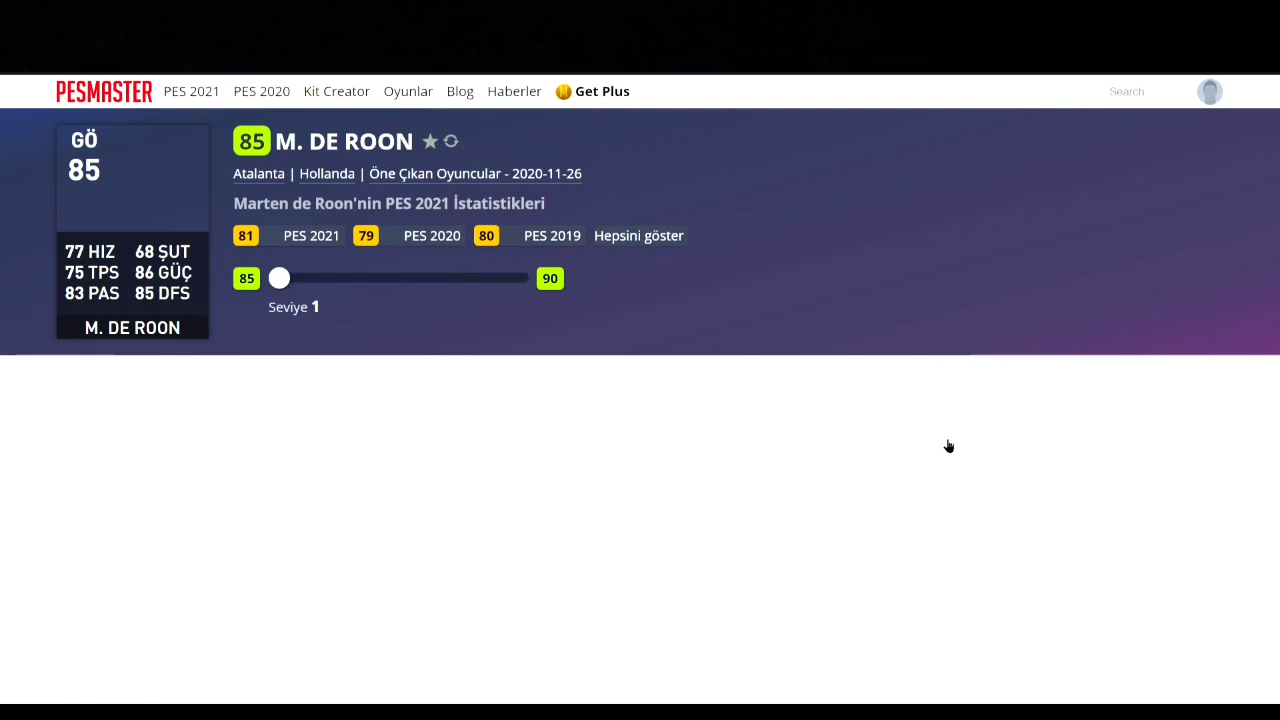 PESMASTER PES 2021 PES 2020 Kit Creator Oyunlar Blog Haberler Get Plus Search
GÖ
85
77 HIZ 68 ŞUT
75 TPS 86 GÜÇ
83 PAS 85 DFS
M. DE ROON
85 M. DE ROON
Atalanta | Hollanda | Öne Çıkan Oyuncular - 2020-11-26
Marten de Roon'nin PES 2021 İstatistikleri
81 PES 2021 79 PES 2020 80 PES 2019 Hepsini göster
85 90
Seviye 1